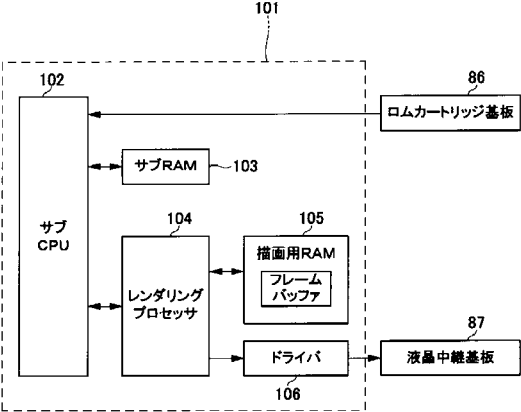 101
102
86
ロムカートリッジ基板
サブRAM
103
サブ
CPU
104
105
描画用RAM
フレーム
バッファ
レンダリング
プロセッサ
87
ドライバ
液晶中継基板
106